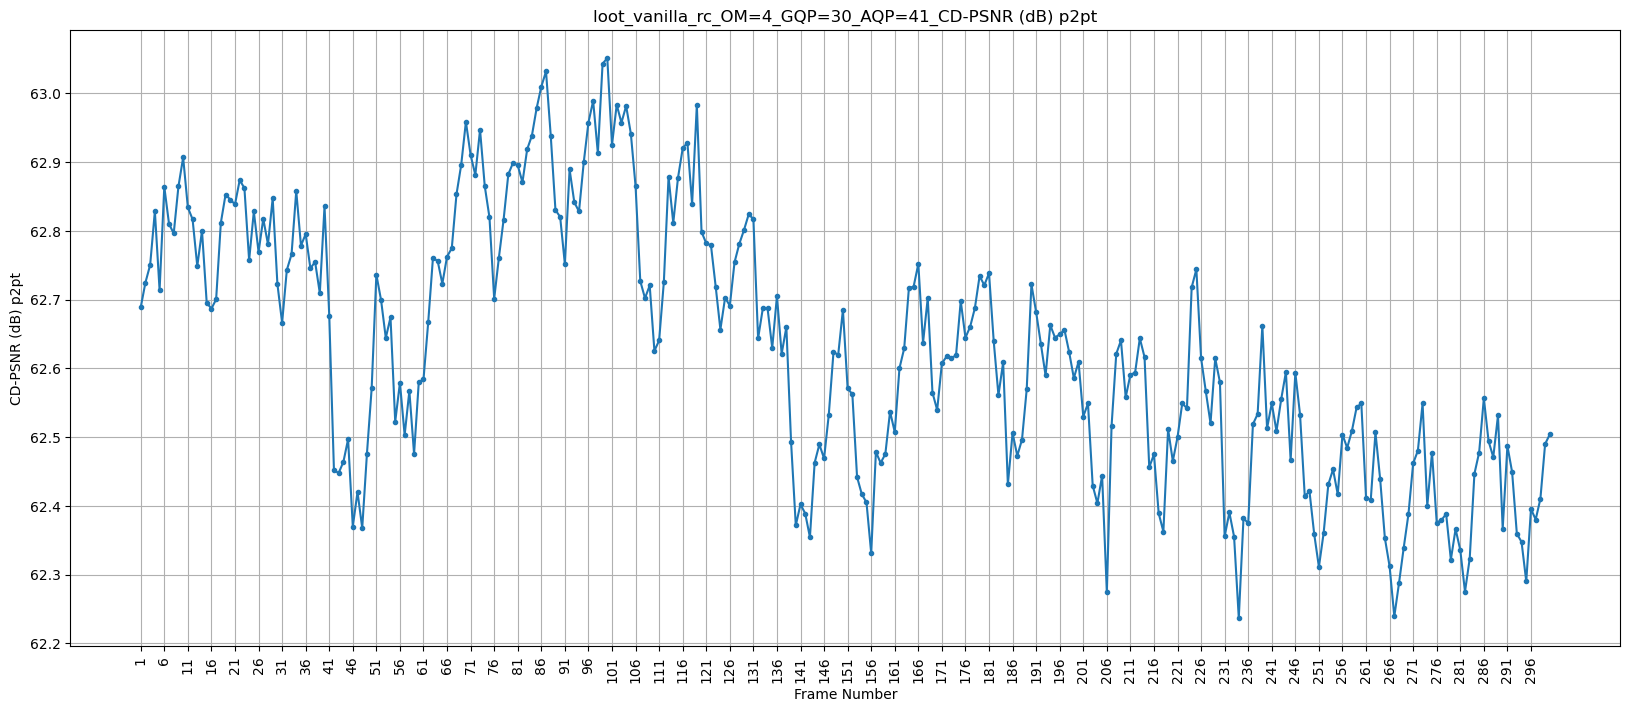 loot_vanilla_rc_OM=4_GQP=30_AQP=41_CD-PSNR (dB) p2pt
CD-PSNR (dB) p2pt
63.0
62.9
62.8
62.7
62.6
62.5
62.4
62.3
62.2
1 6 11 16 21 26 31 36 41 46 51 56 61 66 71 76 81 86 91 96 101 106 111 116 121 126 131 136 141 146 151 156 161 166 171 176 181 186 191 196 201 206 211 216 221 226 231 236 241 246 251 256 261 266 271 276 281 286 291 296
Frame Number